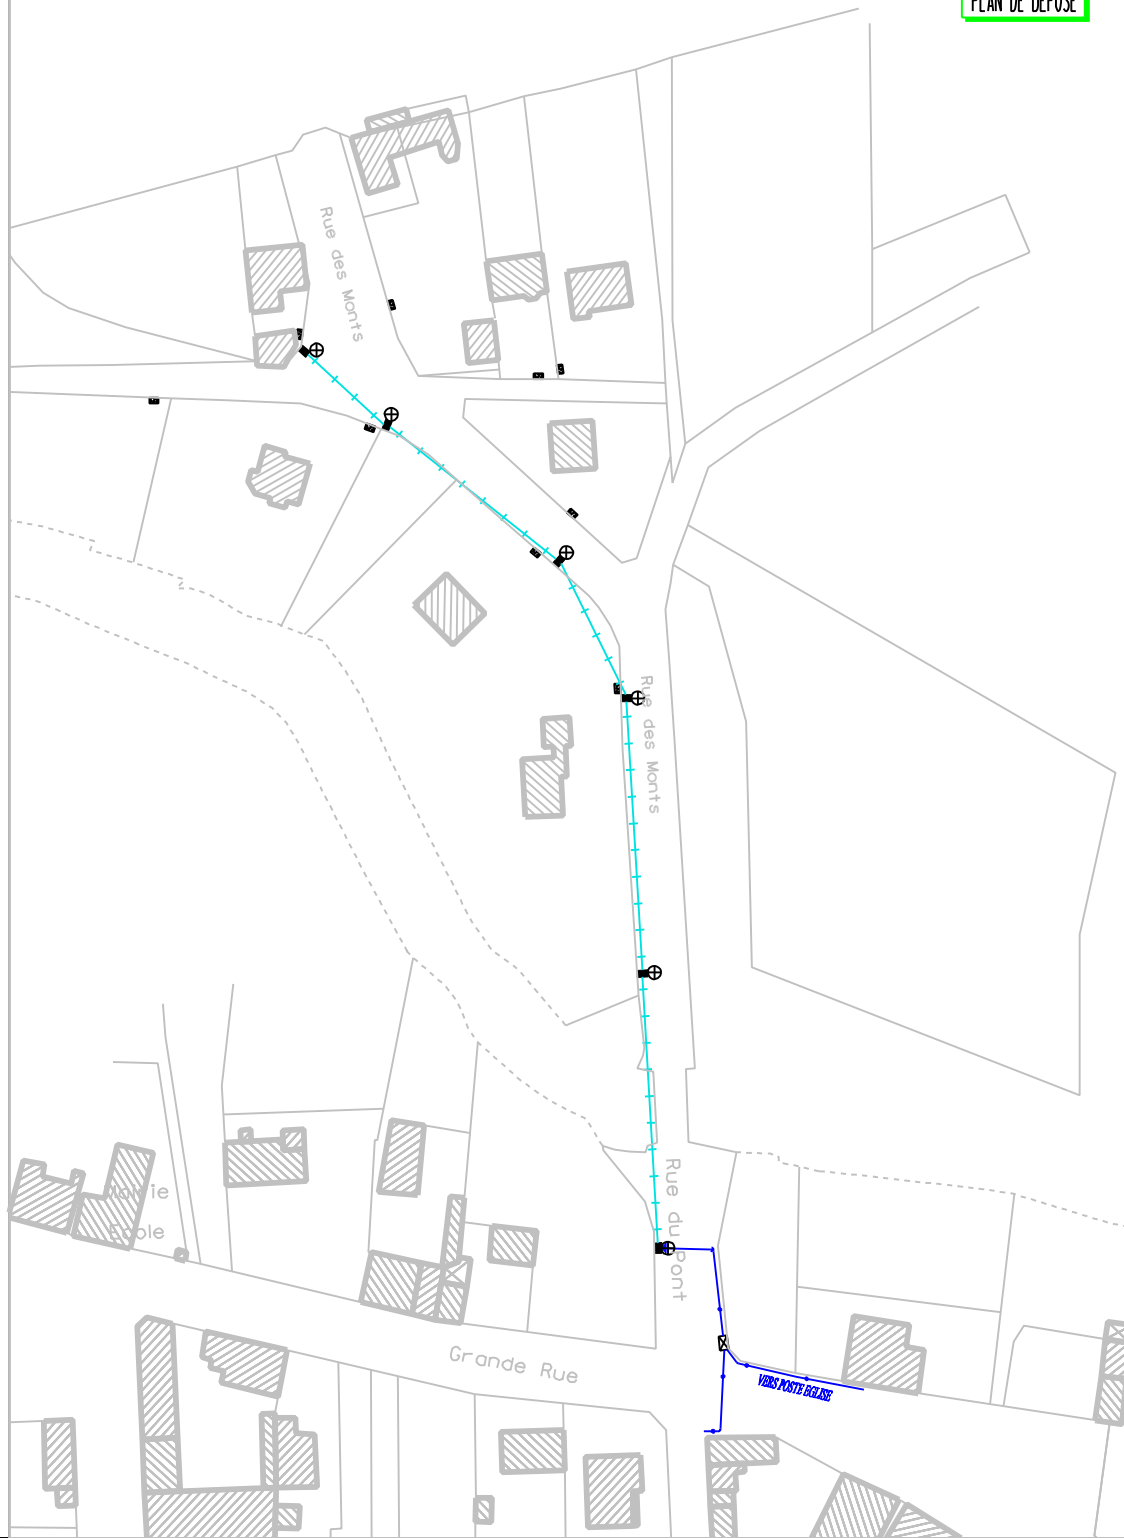 PLAN DE DEPOSE
Rue des Monts
Rue des Monts
Mairie
Ecole
Rue du Pont
Grande Rue
VERS POSTE EGLISE